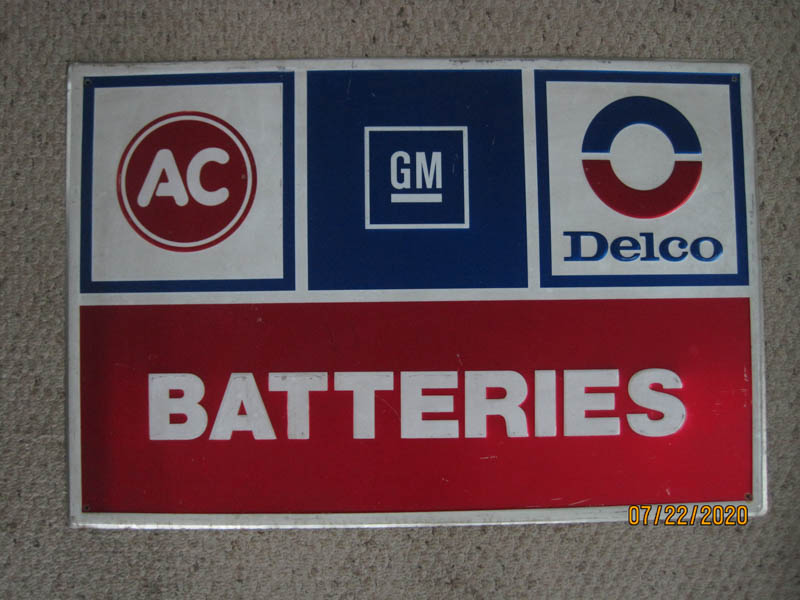 AC
GM
Delco
BATTERIES
07/22/2020